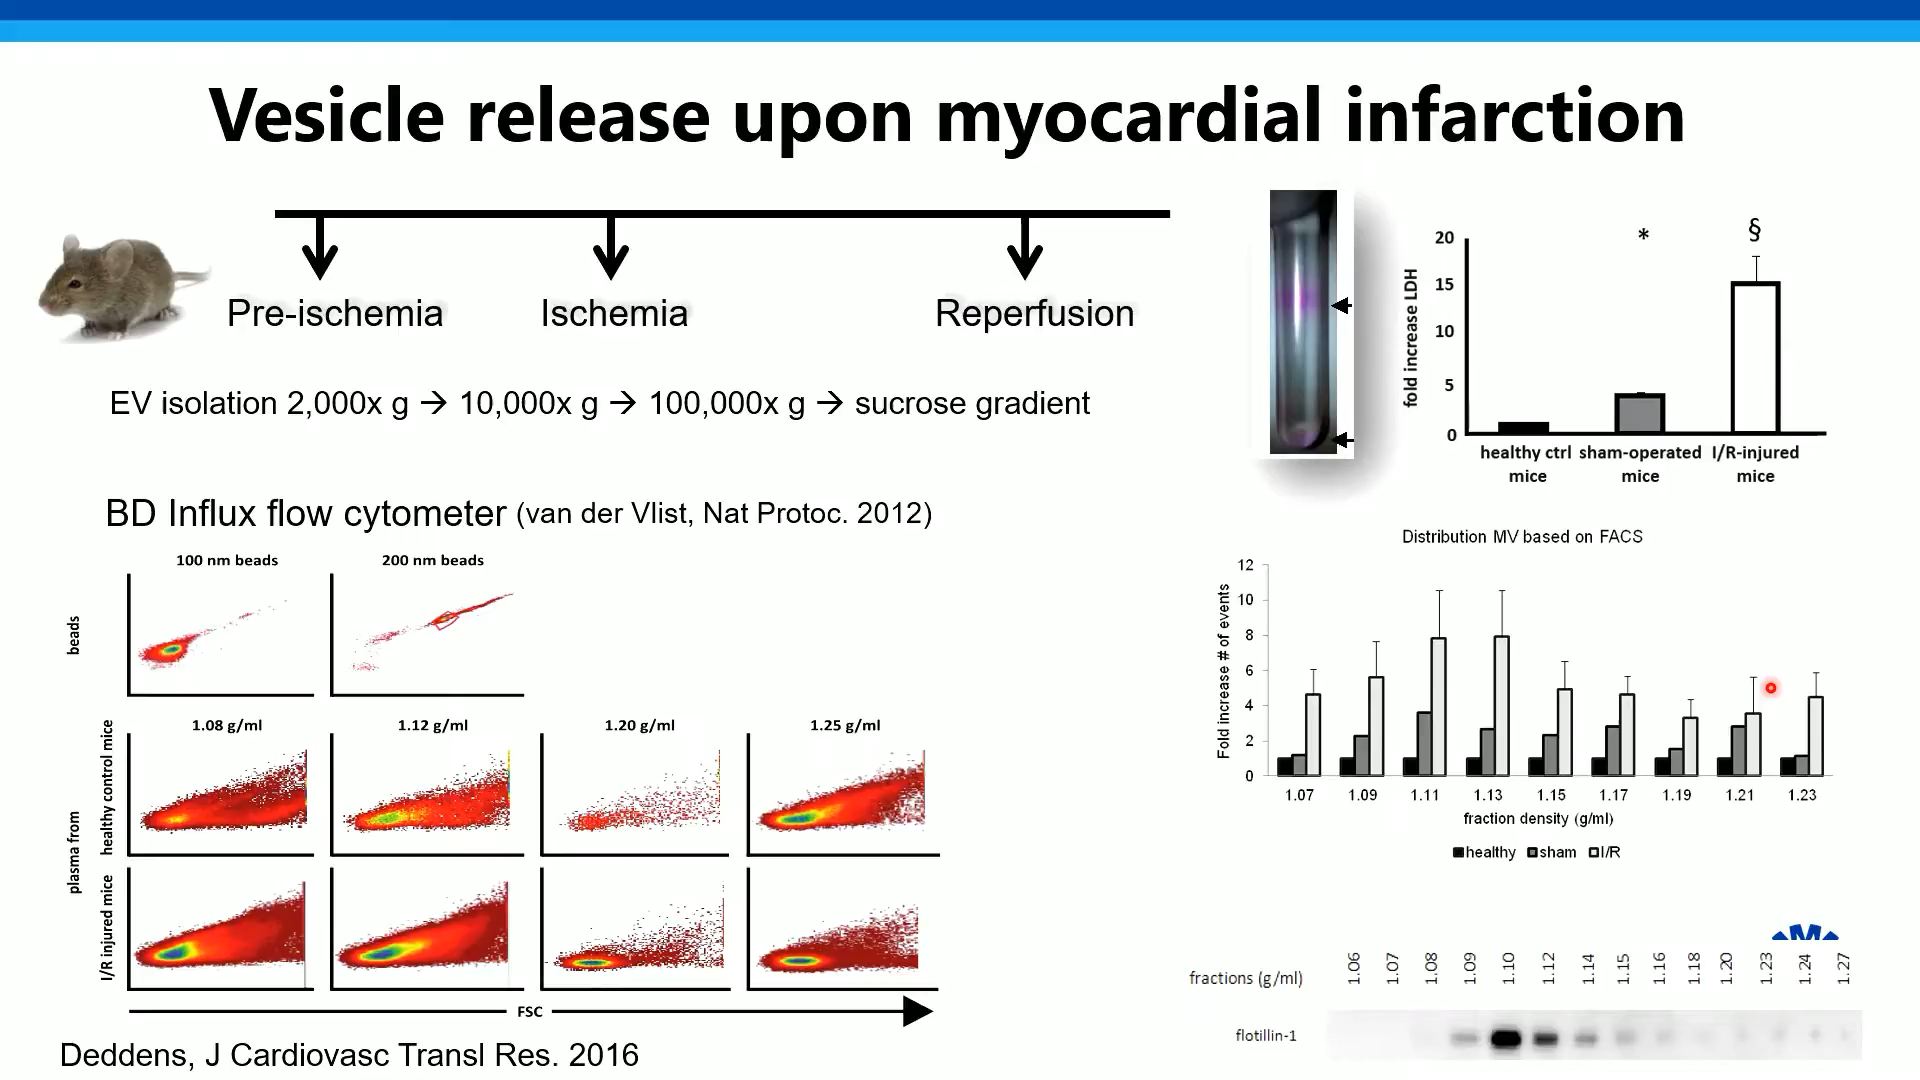 Vesicle release upon myocardial infarction
Pre-ischemia
Ischemia
Reperfusion
EV isolation 2,000x g → 10,000x g → 100,000x g → sucrose gradient
20
15
10
5
0
fold increase LDH
*
§
healthy ctrl mice
sham-operated mice
I/R-injured mice
BD Influx flow cytometer (van der Vlist, Nat Protoc. 2012)
100 nm beads
200 nm beads
beads
1.08 g/ml
1.12 g/ml
1.20 g/ml
1.25 g/ml
plasma from
healthy control mice
I/R injured mice
FSC
Distribution MV based on FACS
Fold increase # of events
12
10
8
6
4
2
0
1.07 1.09 1.11 1.13 1.15 1.17 1.19 1.21 1.23
fraction density (g/ml)
healthy sham I/R
fractions (g/ml) 1.06 1.07 1.08 1.09 1.10 1.12 1.14 1.15 1.16 1.18 1.20 1.23 1.24 1.27
flotillin-1
Deddens, J Cardiovasc Transl Res. 2016